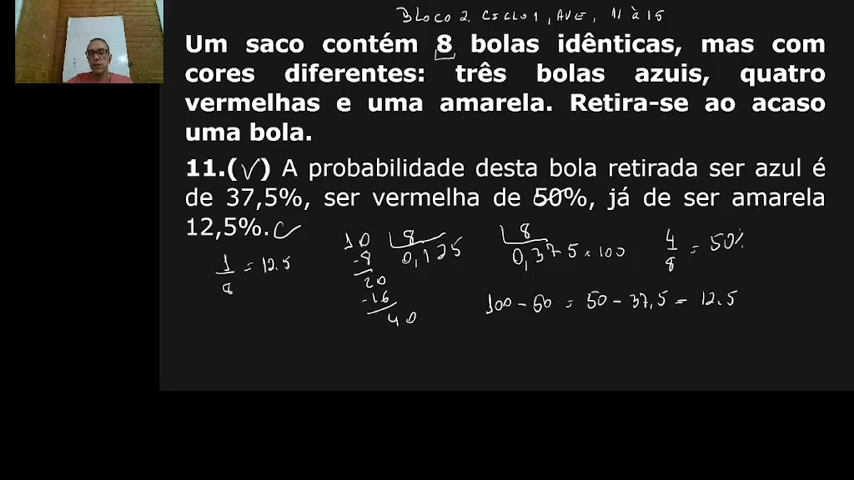 BLOCO 2. CICLO 1, AVE, 11 à 15
Um saco contém 8 bolas idênticas, mas com
cores diferentes: três bolas azuis, quatro
vermelhas e uma amarela. Retira-se ao acaso
uma bola.
11.(V) A probabilidade desta bola retirada ser azul é
de 37,5%, ser vermelha de 50%, já de ser amarela
12,5%. C
1/8 = 12.5
10 8
-8 0,125
20
-16
40
8
0,375 × 100
4/8 = 50%
100 - 50 = 50 - 37,5 = 12.5